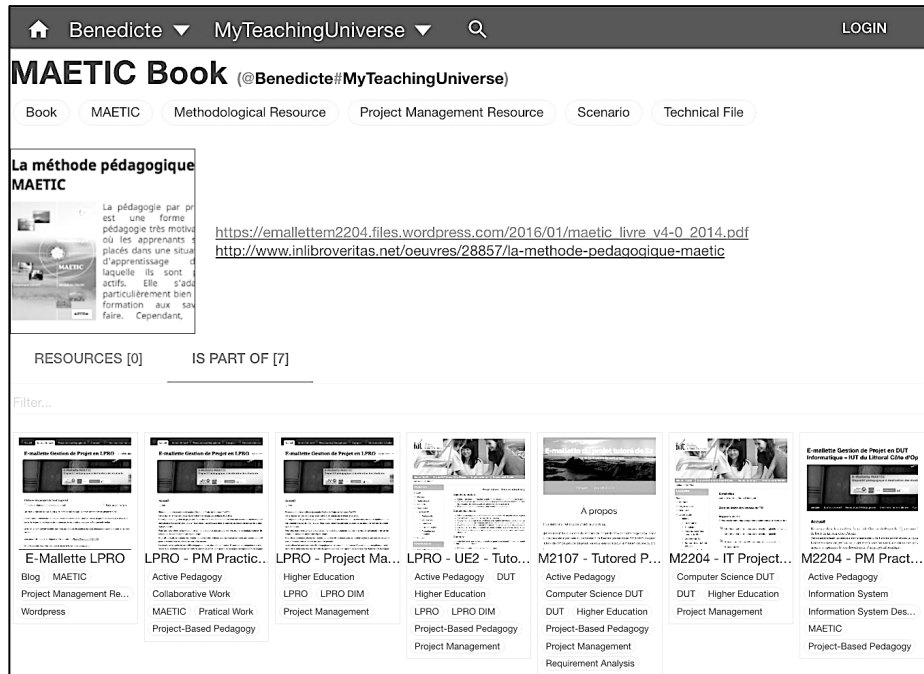 Benedicte MyTeachingUniverse LOGIN
MAETIC Book (@Benedicte#MyTeachingUniverse)
Book MAETIC Methodological Resource Project Management Resource Scenario Technical File
La méthode pédagogique
MAETIC
La pédagogie par pr
est une forme
pédagogie très motiva
où les apprenants s
placés dans une situa
d'apprentissage d
laquelle ils sont
actifs. Elle s'ada
particulièrement bien
formation aux sav
faire. Cependant,
MAETIC
https://emallettem2204.files.wordpress.com/2016/01/maetic_livre_v4-0_2014.pdf
http://www.inlibroveritas.net/oeuvres/28857/la-methode-pedagogique-maetic
RESOURCES [0] IS PART OF [7]
Filter...
E-mallette Gestion de Projet en LPRO
E-Mallette LPRO
Blog MAETIC
Project Management Re...
Wordpress
E-mallette Gestion de Projet en LPRO
Accueil
LPRO - PM Practic...
Active Pedagogy
Collaborative Work
MAETIC Pratical Work
Project-Based Pedagogy
E-mallette Gestion de Projet en LPRO
Accueil
LPRO - Project Ma...
Higher Education
LPRO LPRO DIM
Project Management
iut
LPRO - UE2 - Tuto...
Active Pedagogy DUT
Higher Education
LPRO LPRO DIM
Project-Based Pedagogy
Project Management
À propos
M2107 - Tutored P...
Active Pedagogy
Computer Science DUT
DUT Higher Education
Project-Based Pedagogy
Project Management
Requirement Analysis
iut
M2204 - IT Project...
Computer Science DUT
DUT Higher Education
Project Management
E-mallette Gestion de Projet en DUT
Informatique – IUT du Littoral Côte d'Op
Accueil
M2204 - PM Pract...
Active Pedagogy
Information System
Information System Des...
MAETIC
Project-Based Pedagogy